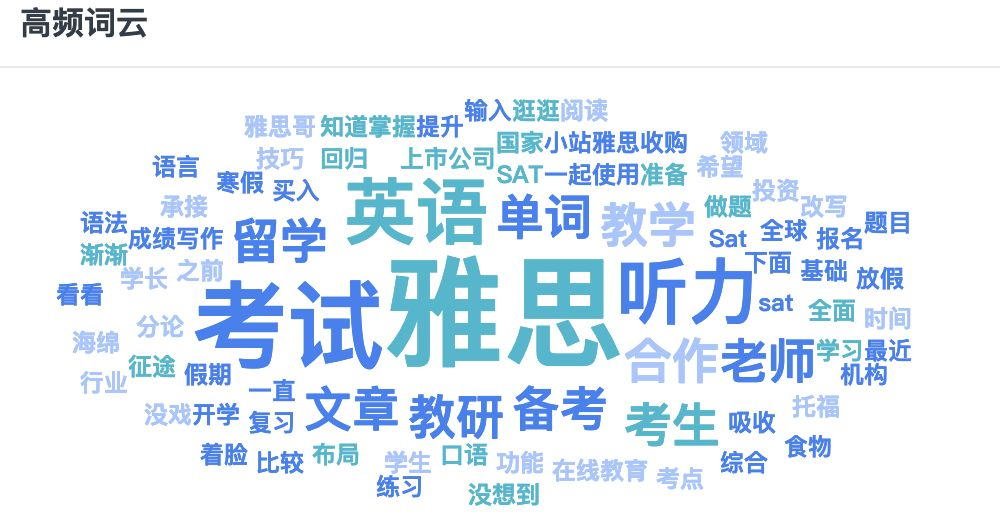 高频词云
输入 逛逛 阅读
雅思哥 知道 掌握 提升
国家 小站雅思 收购 领域
技巧 回归 上市公司
语言 SAT 一起 使用 准备 希望
寒假 买入 投资
承接 英语 单词 教学 做题 改写
语法 成绩 写作 留学 Sat 全球 报名 题目
渐渐 学长 之前 下面 基础 放假
看看 考试 雅思 听力 sat 全面 时间
海绵 分论 合作 老师 学习 最近
征途 假期 机构
行业 一直 文章 教研 备考 托福
没戏 开学 复习 考生 吸收
着脸 比较 布局 学生 口语 功能 在线教育 考点 综合 食物
练习 没想到